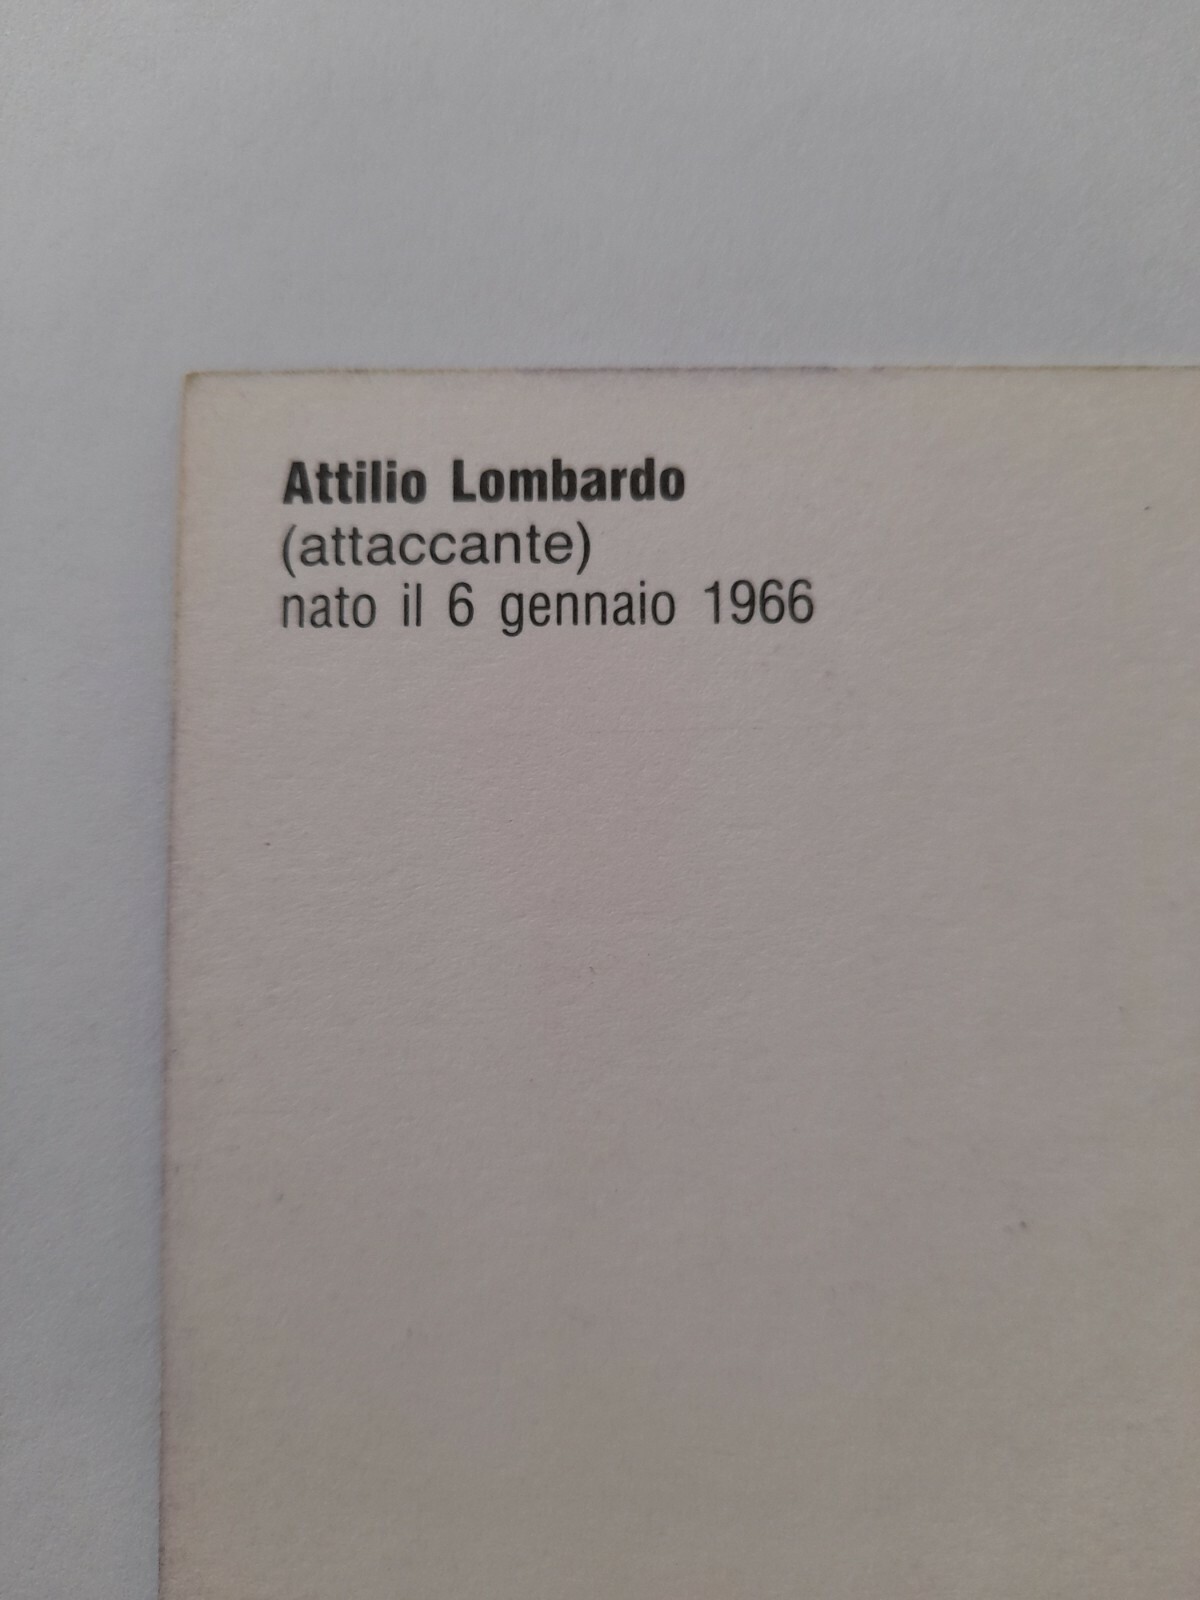 Attilio Lombardo
(attaccante)
nato il 6 gennaio 1966